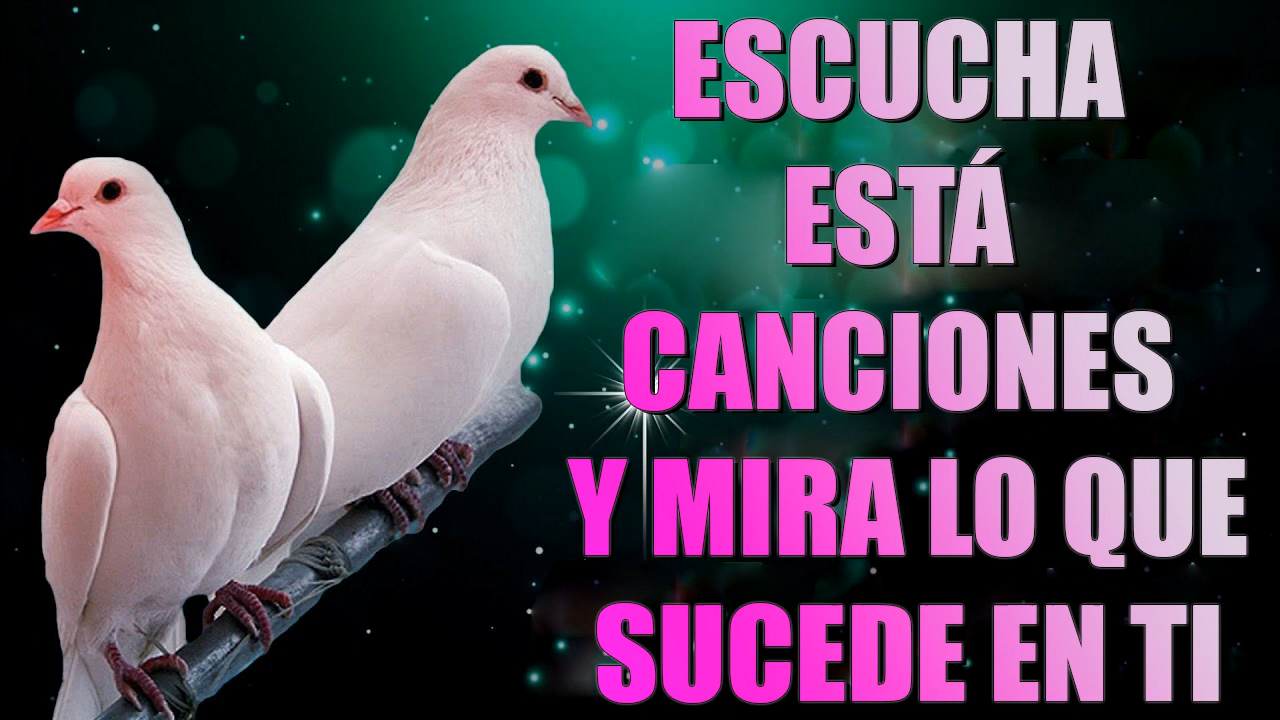 ESCUCHA
ESTÁ
CANCIONES
Y MIRA LO QUE
SUCEDE EN TI